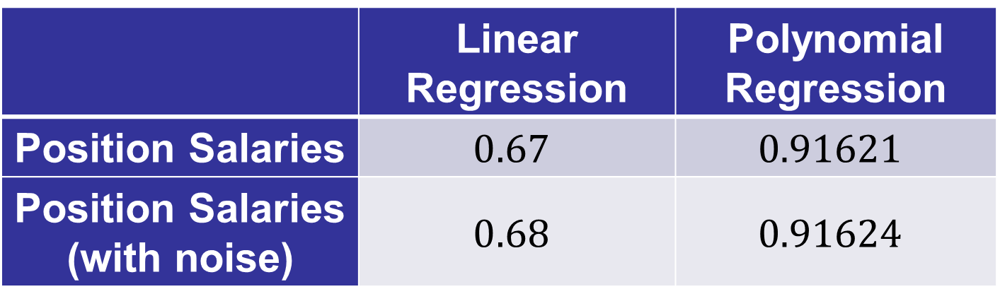 Linear Regression
Polynomial Regression
Position Salaries
0.67
0.91621
Position Salaries (with noise)
0.68
0.91624